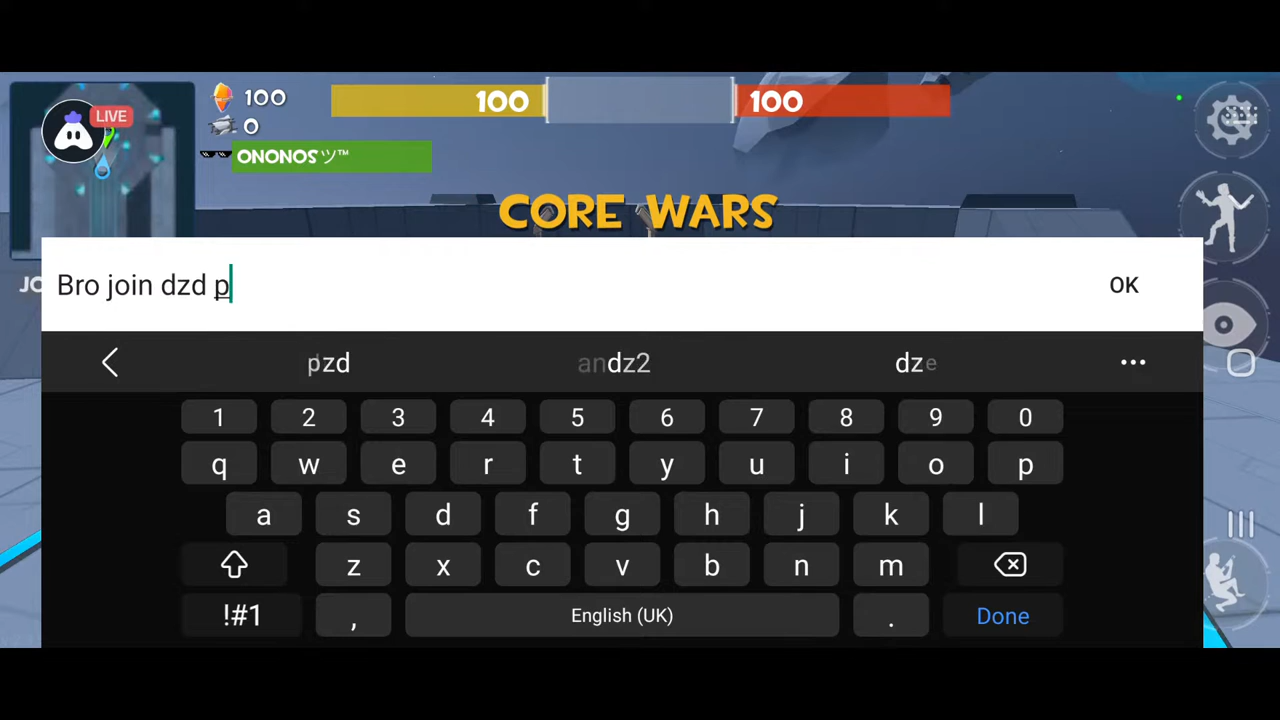 LIVE
100
0
100
100
ONONOSツ™
CORE WARS
JO
Bro join dzd p
OK
pzd
andz2
dze
1 2 3 4 5 6 7 8 9 0
q w e r t y u i o p
a s d f g h j k l
z x c v b n m
!#1 , English (UK) . Done